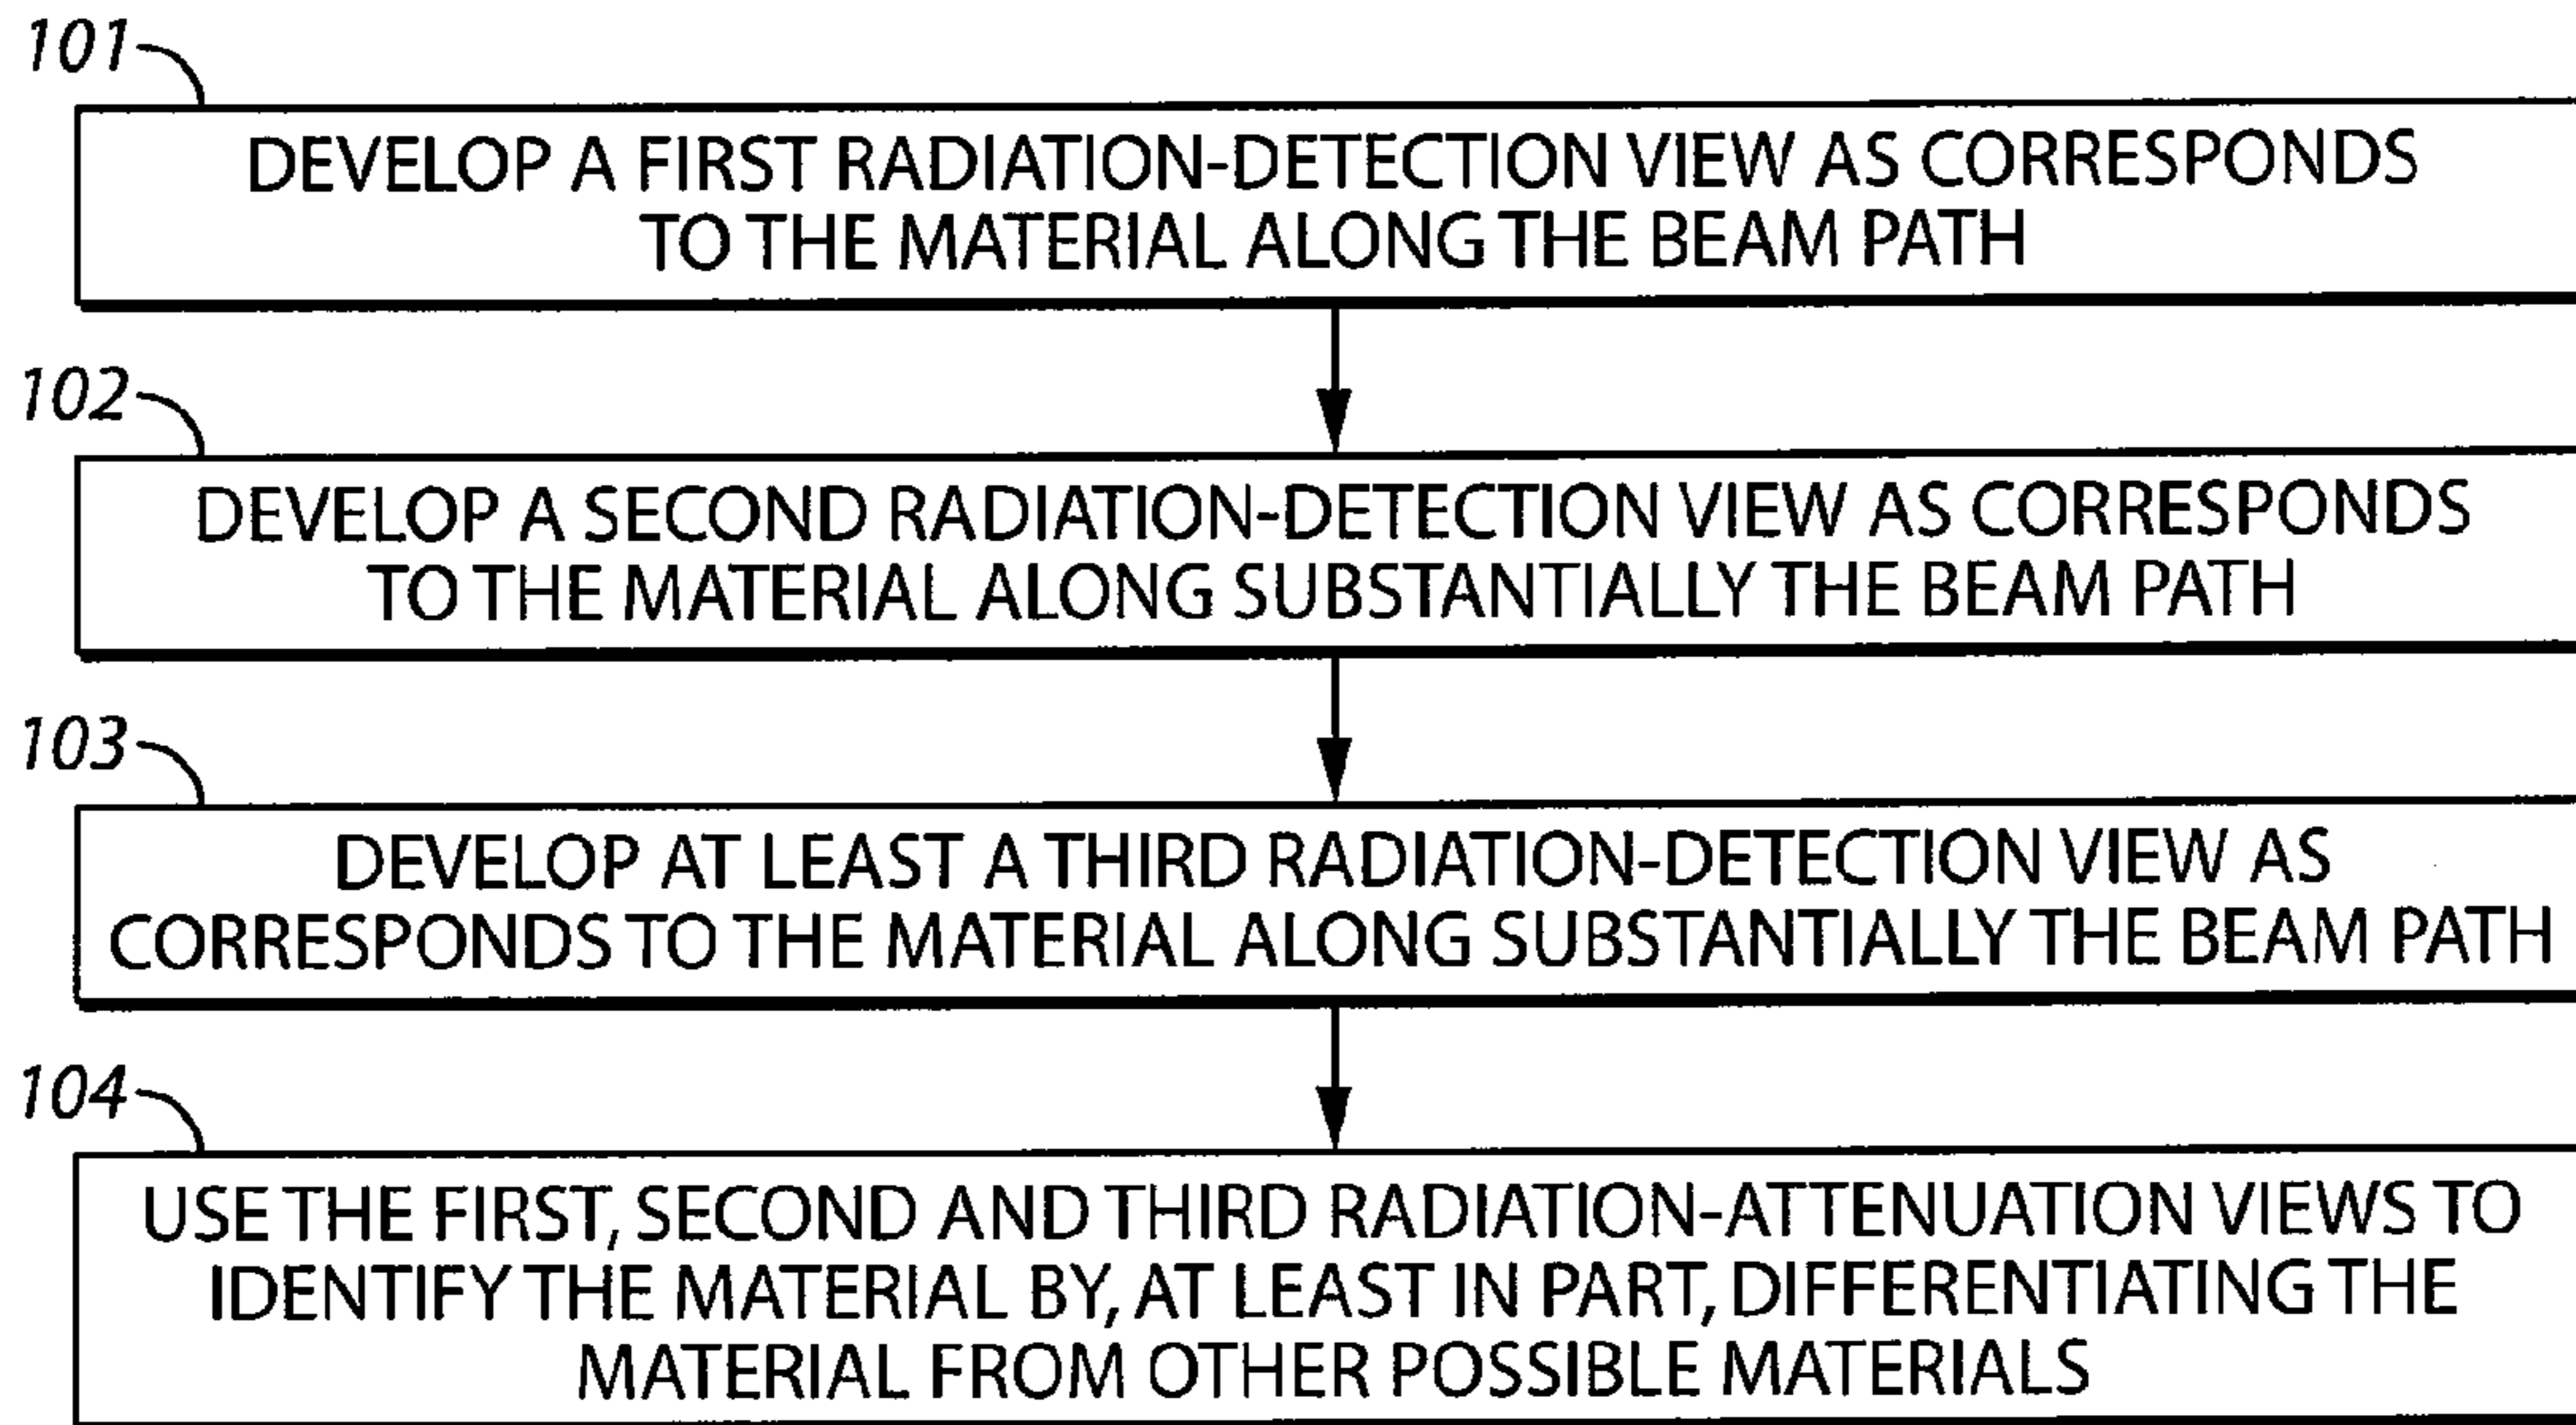 101
DEVELOP A FIRST RADIATION-DETECTION VIEW AS CORRESPONDS
TO THE MATERIAL ALONG THE BEAM PATH
102
DEVELOP A SECOND RADIATION-DETECTION VIEW AS CORRESPONDS
TO THE MATERIAL ALONG SUBSTANTIALLY THE BEAM PATH
103
DEVELOP AT LEAST A THIRD RADIATION-DETECTION VIEW AS
CORRESPONDS TO THE MATERIAL ALONG SUBSTANTIALLY THE BEAM PATH
104
USE THE FIRST, SECOND AND THIRD RADIATION-ATTENUATION VIEWS TO
IDENTIFY THE MATERIAL BY, AT LEAST IN PART, DIFFERENTIATING THE
MATERIAL FROM OTHER POSSIBLE MATERIALS